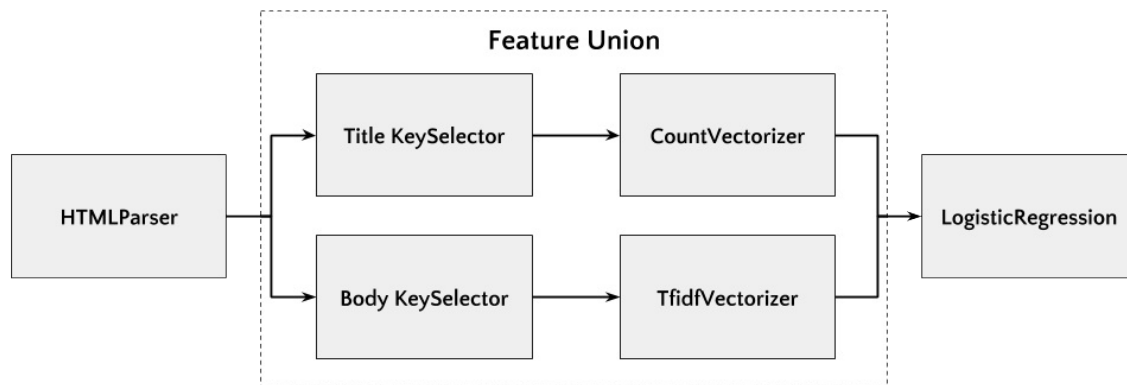 Feature Union
Title KeySelector
CountVectorizer
HTMLParser
LogisticRegression
Body KeySelector
TfidfVectorizer